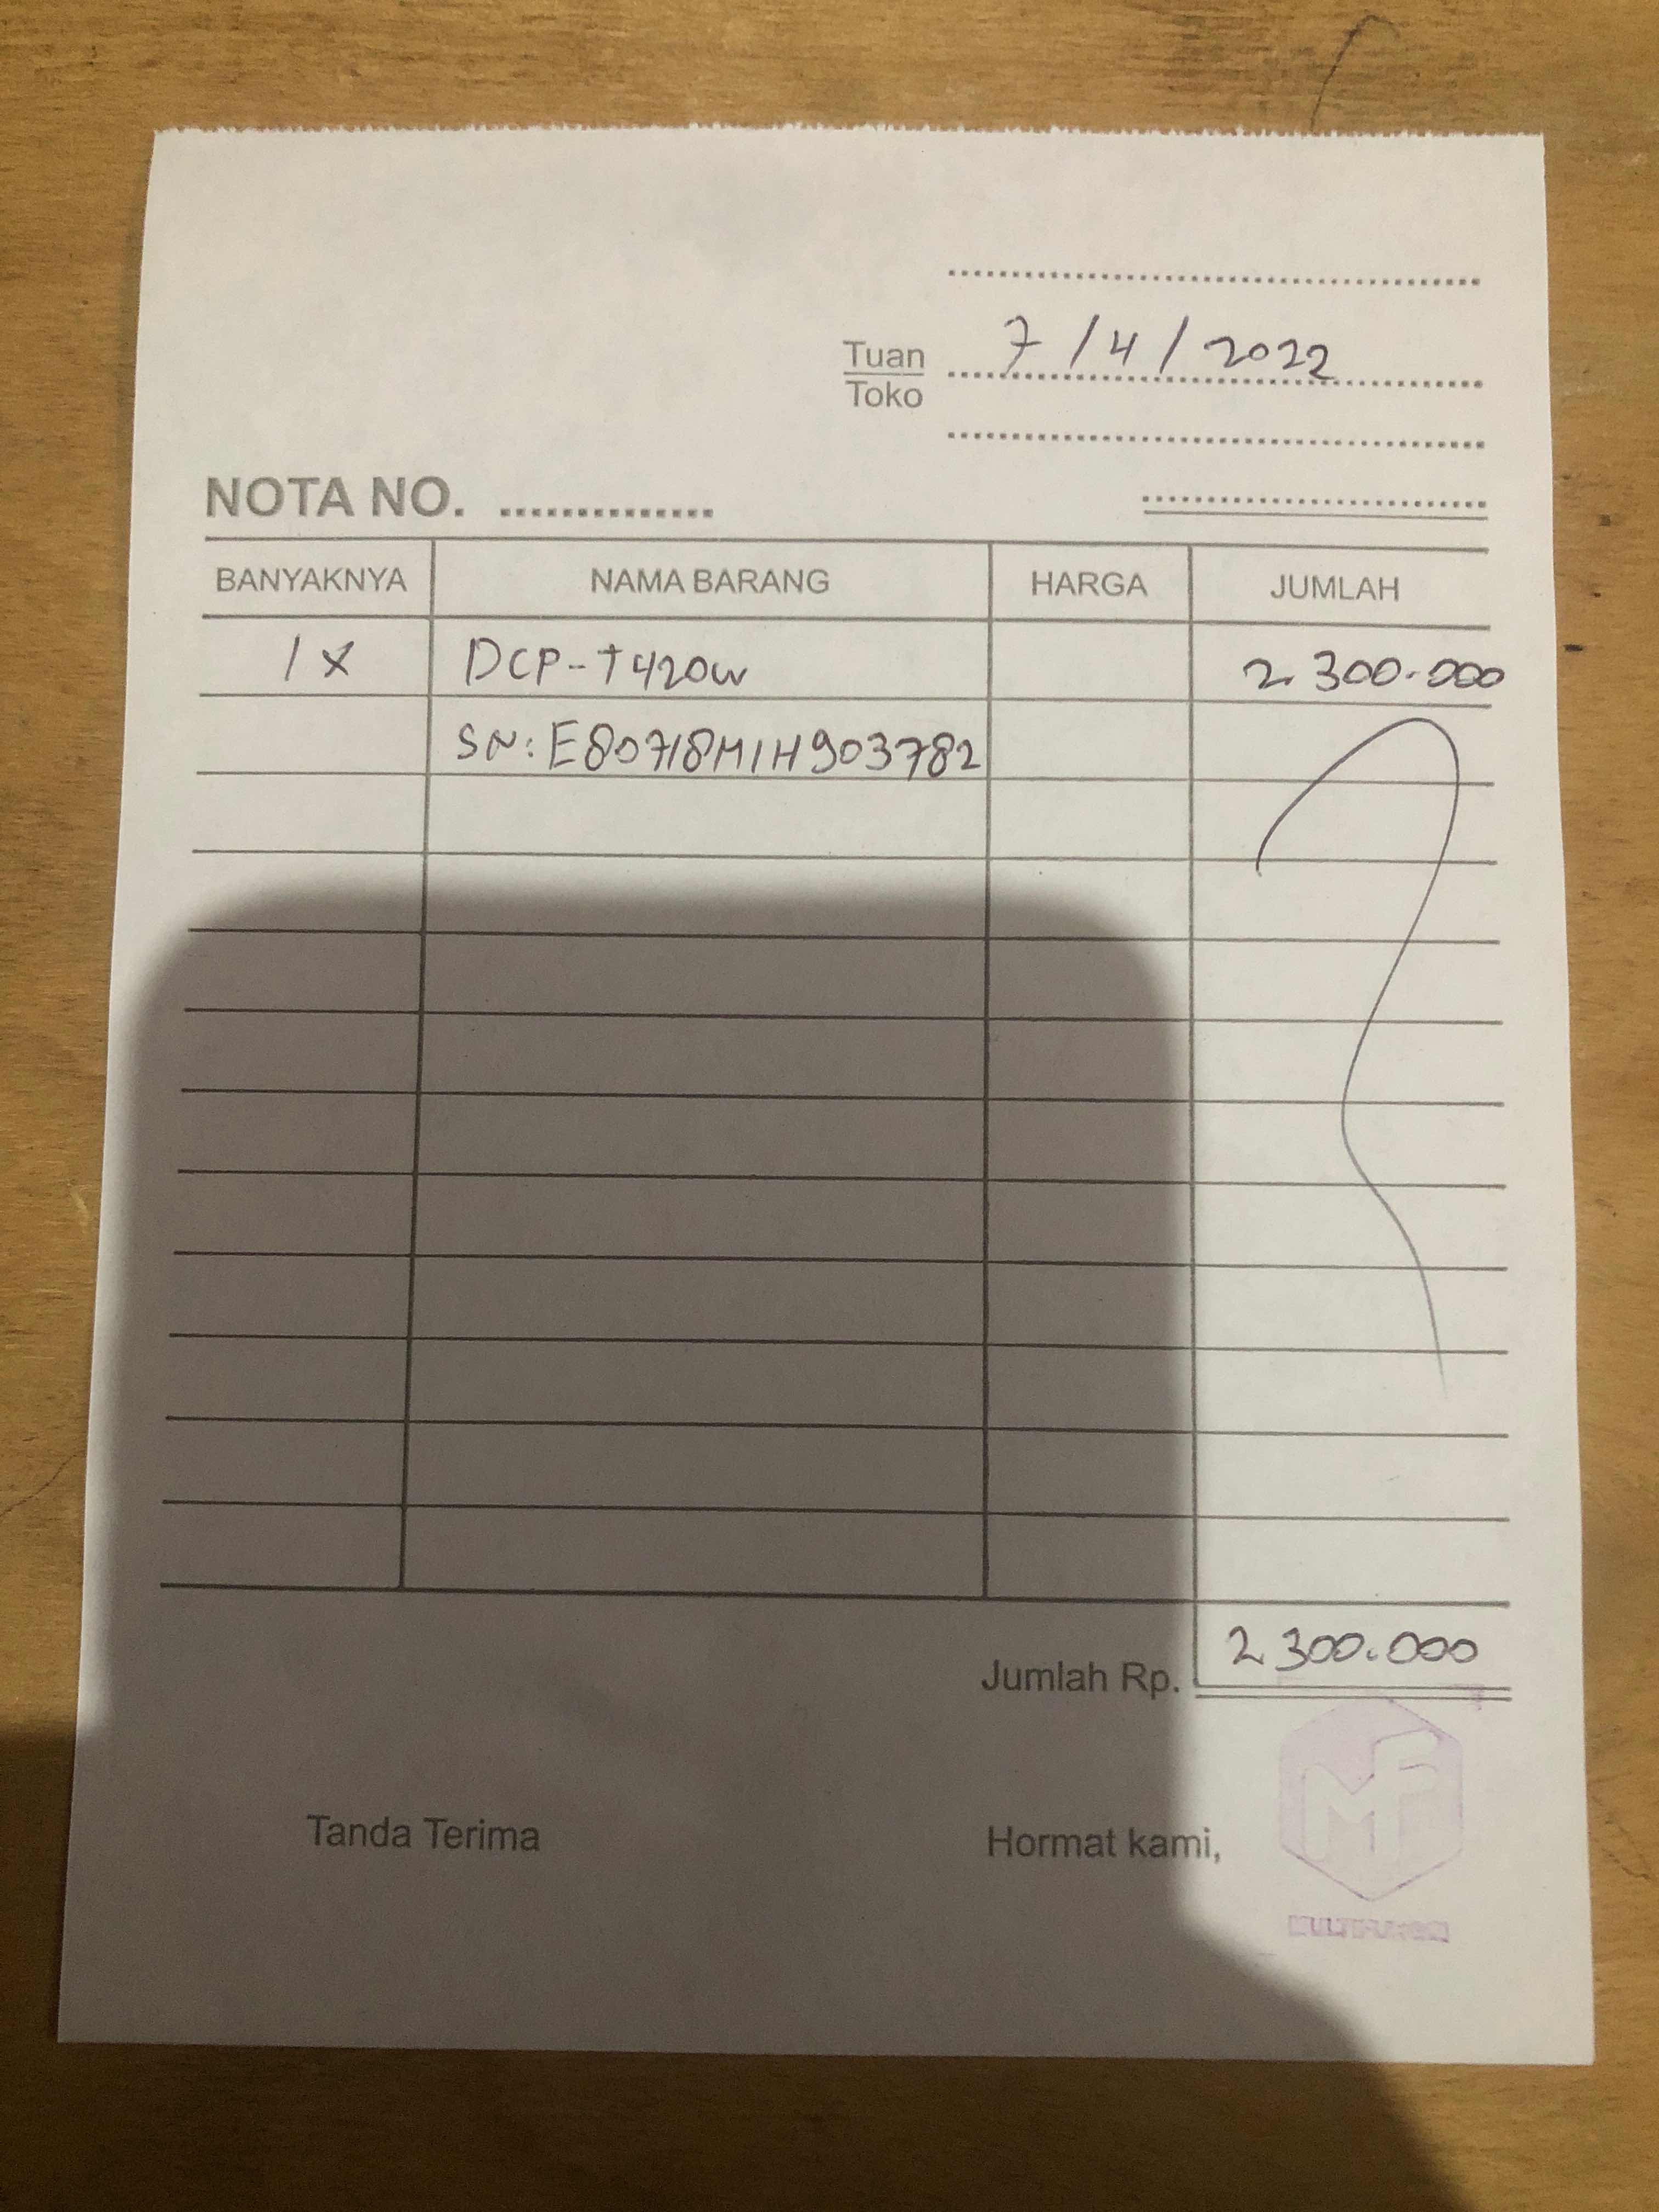 7/4/2022
Tuan
Toko
NOTA NO.
BANYAKNYA NAMA BARANG HARGA JUMLAH
1X DCP-T420w 2.300.000
SN: E80718M1H903782
Jumlah Rp. 2.300.000
Tanda Terima Hormat kami,
MF